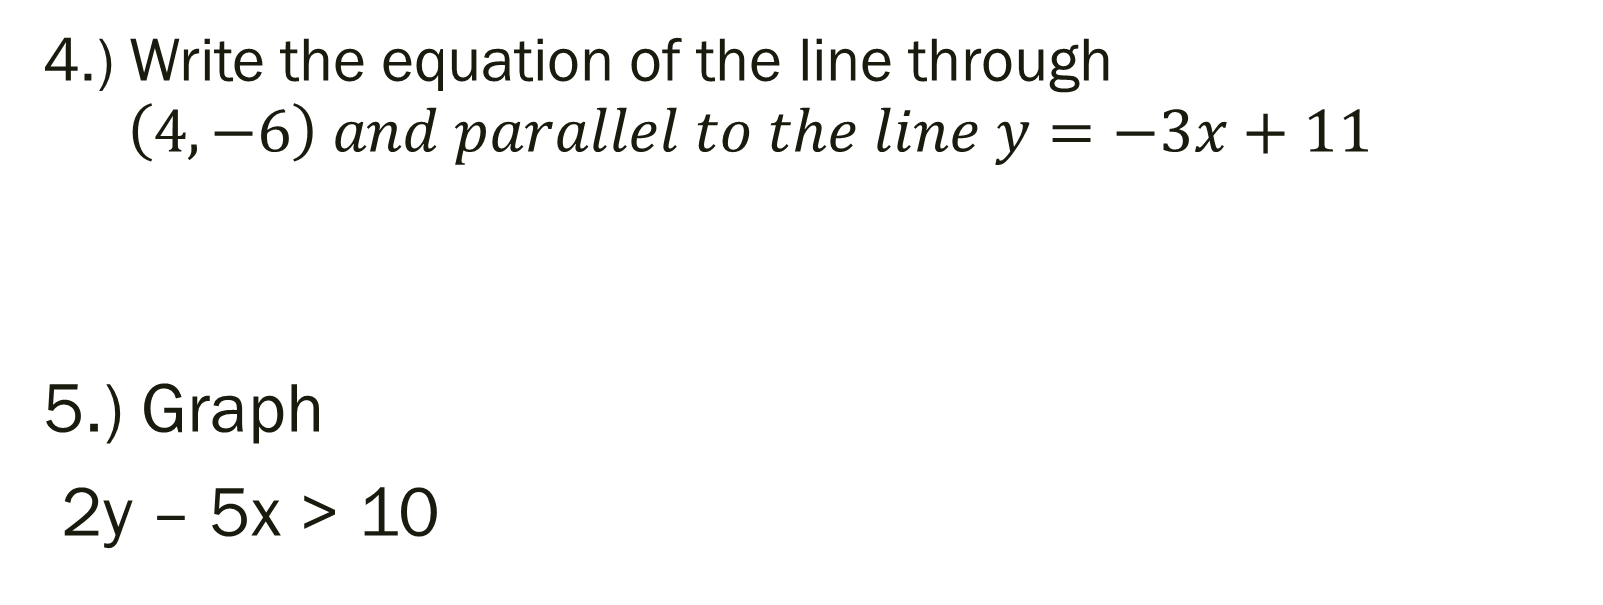 4.) Write the equation of the line through
(4, −6) and parallel to the line y = −3x + 11
5.) Graph
2y – 5x > 10